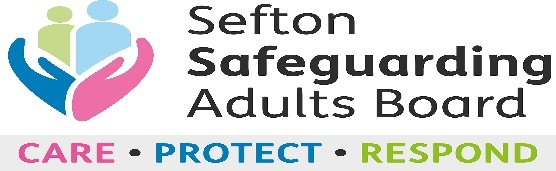 Sefton
Safeguarding
Adults Board
CARE • PROTECT • RESPOND